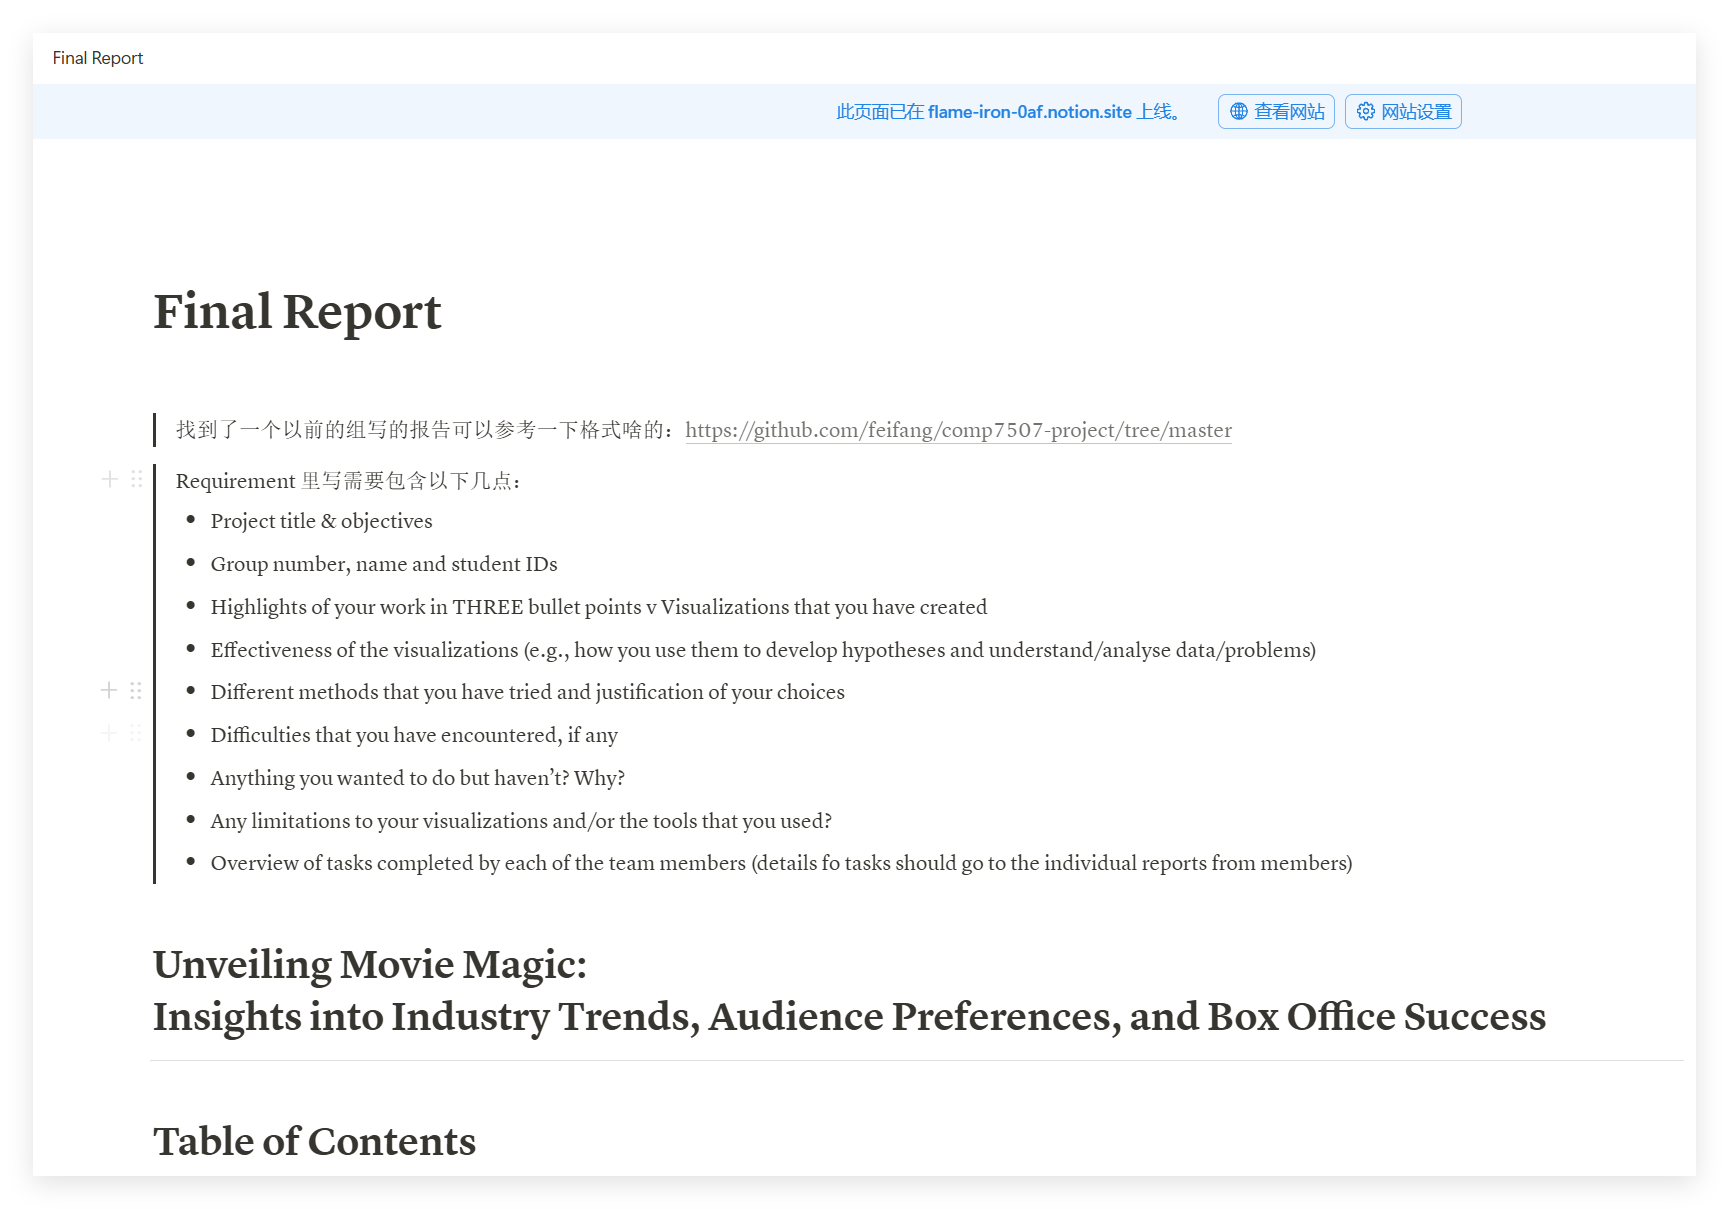 Final Report
此页面已在 flame-iron-0af.notion.site 上线。 查看网站 网站设置
Final Report
找到了一个以前的组写的报告可以参考一下格式啥的：https://github.com/feifang/comp7507-project/tree/master
Requirement 里写需要包含以下几点：
• Project title & objectives
• Group number, name and student IDs
• Highlights of your work in THREE bullet points v Visualizations that you have created
• Effectiveness of the visualizations (e.g., how you use them to develop hypotheses and understand/analyse data/problems)
• Different methods that you have tried and justification of your choices
• Difficulties that you have encountered, if any
• Anything you wanted to do but haven’t? Why?
• Any limitations to your visualizations and/or the tools that you used?
• Overview of tasks completed by each of the team members (details fo tasks should go to the individual reports from members)
Unveiling Movie Magic:
Insights into Industry Trends, Audience Preferences, and Box Office Success
Table of Contents